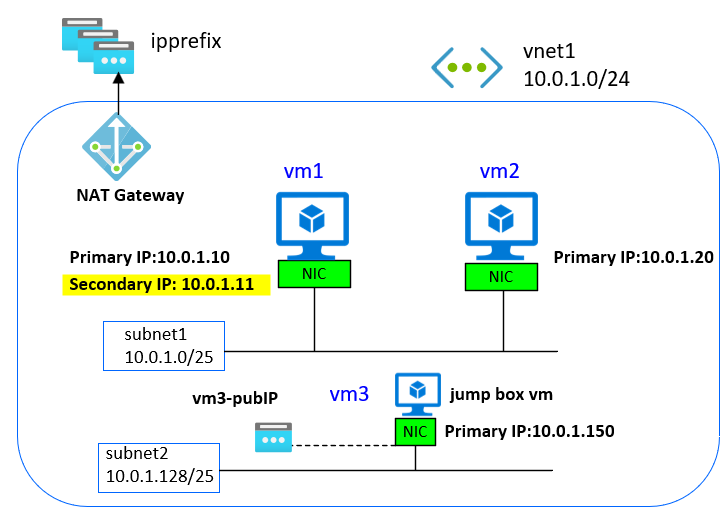 ipprefix
vnet1
10.0.1.0/24
NAT Gateway
vm1
vm2
Primary IP:10.0.1.10
Secondary IP: 10.0.1.11
NIC
NIC
Primary IP:10.0.1.20
subnet1
10.0.1.0/25
vm3-pubIP
vm3
jump box vm
NIC
Primary IP:10.0.1.150
subnet2
10.0.1.128/25